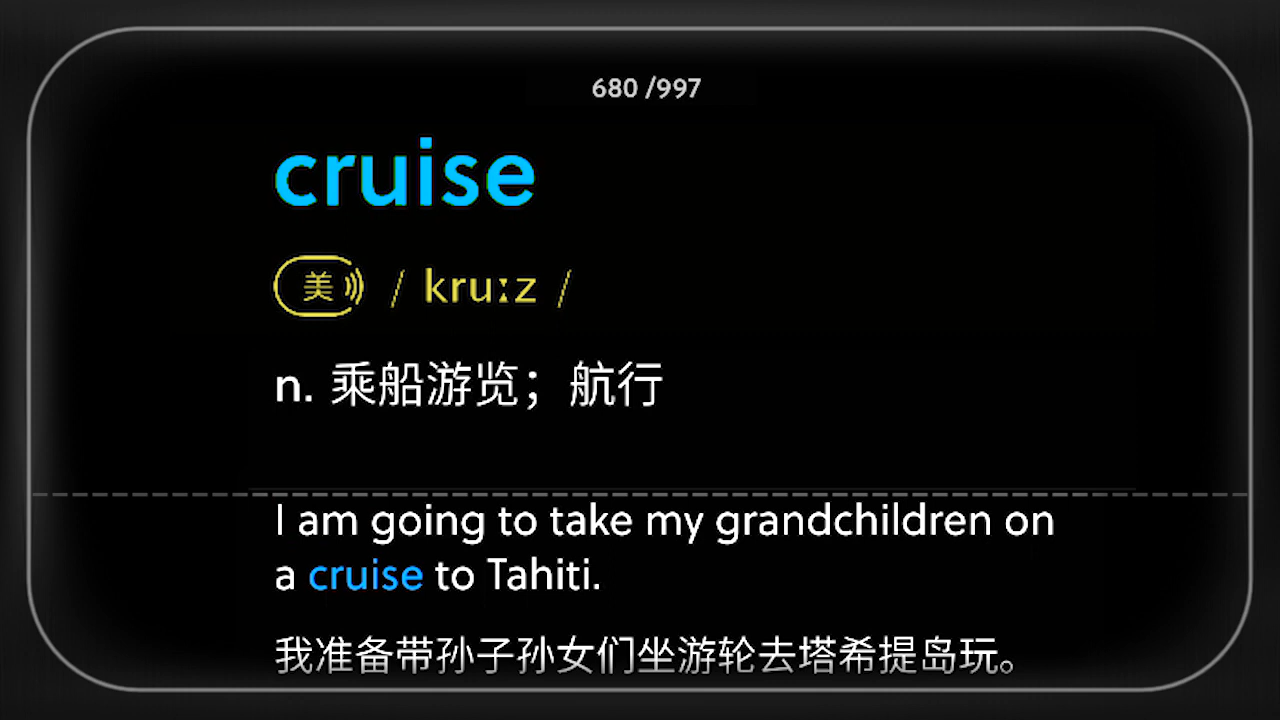 680 /997
cruise
美 / kruːz /
n. 乘船游览；航行
I am going to take my grandchildren on
a cruise to Tahiti.
我准备带孙子孙女们坐游轮去塔希提岛玩。